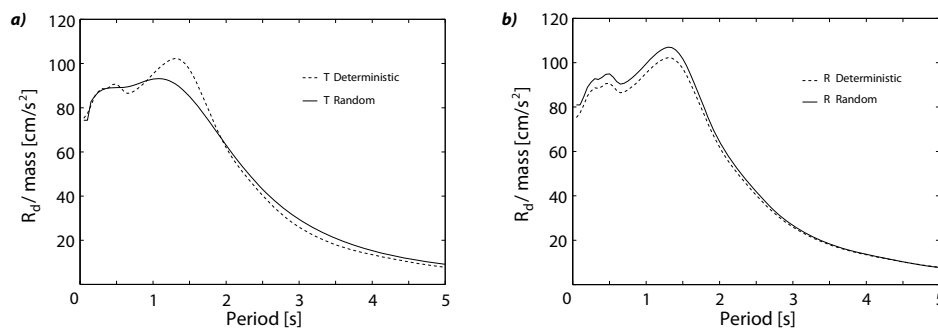 a)
R_d / mass [cm/s²]
120
100
80
60
40
20
0
1
2
3
4
5
Period [s]
T Deterministic
T Random
b)
R_d / mass [cm/s²]
120
100
80
60
40
20
0
1
2
3
4
5
Period [s]
R Deterministic
R Random